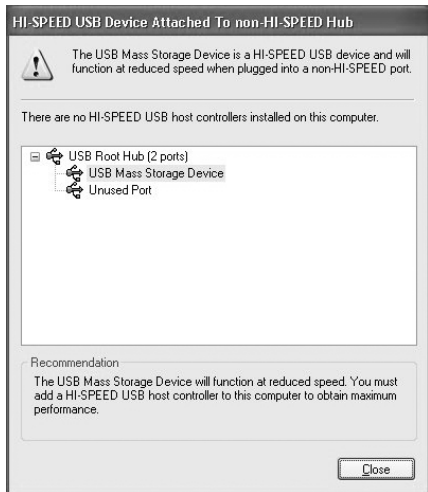 HI-SPEED USB Device Attached To non-HI-SPEED Hub
The USB Mass Storage Device is a HI-SPEED USB device and will
function at reduced speed when plugged into a non-HI-SPEED port.
There are no HI-SPEED USB host controllers installed on this computer.
USB Root Hub (2 ports)
USB Mass Storage Device
Unused Port
Recommendation
The USB Mass Storage Device will function at reduced speed. You must
add a HI-SPEED USB host controller to this computer to obtain maximum
performance.
Close